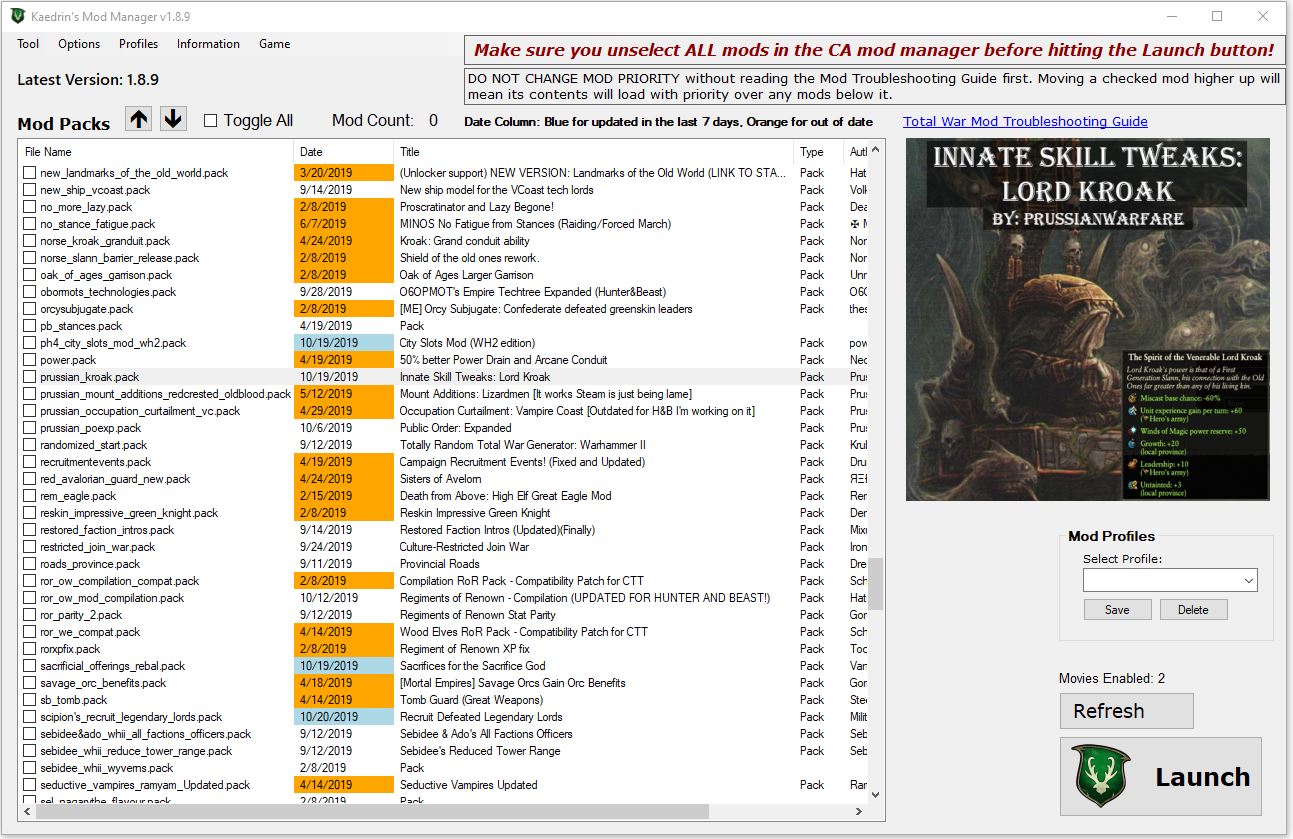 Kaedrin's Mod Manager v1.8.9
Tool Options Profiles Information Game
Make sure you unselect ALL mods in the CA mod manager before hitting the Launch button!
Latest Version: 1.8.9
DO NOT CHANGE MOD PRIORITY without reading the Mod Troubleshooting Guide first. Moving a checked mod higher up will
mean its contents will load with priority over any mods below it.
Mod Packs Toggle All Mod Count: 0 Date Column: Blue for updated in the last 7 days, Orange for out of date Total War Mod Troubleshooting Guide
File Name Date Title Type Autl
new_landmarks_of_the_old_world.pack 3/20/2019 (Unlocker support) NEW VERSION: Landmarks of the Old World (LINK TO STA... Pack Hat
new_ship_vcoast.pack 9/14/2019 New ship model for the VCoast tech lords Pack Voll
no_more_lazy.pack 2/8/2019 Proscratinator and Lazy Begone! Pack Dea
no_stance_fatigue.pack 6/7/2019 MINOS No Fatigue from Stances (Raiding/Forced March) Pack ✠ M
norse_kroak_granduit.pack 4/24/2019 Kroak: Grand conduit ability Pack Nor
norse_slann_barrier_release.pack 2/8/2019 Shield of the old ones rework. Pack Nor
oak_of_ages_garrison.pack 2/8/2019 Oak of Ages Larger Garrison Pack Unr
obormots_technologies.pack 9/28/2019 O6OPMOT's Empire Techtree Expanded (Hunter&Beast) Pack O6O
orcysubjugate.pack 2/8/2019 [ME] Orcy Subjugate: Confederate defeated greenskin leaders Pack thes
pb_stances.pack 4/19/2019 Pack
ph4_city_slots_mod_wh2.pack 10/19/2019 City Slots Mod (WH2 edition) Pack pow
power.pack 4/19/2019 50% better Power Drain and Arcane Conduit Pack Nec
prussian_kroak.pack 10/19/2019 Innate Skill Tweaks: Lord Kroak Pack Prus
prussian_mount_additions_redcrested_oldblood.pack 5/12/2019 Mount Additions: Lizardmen [It works Steam is just being lame] Pack Prus
prussian_occupation_curtailment_vc.pack 4/29/2019 Occupation Curtailment: Vampire Coast [Outdated for H&B I'm working on it] Pack Prus
prussian_poexp.pack 10/6/2019 Public Order: Expanded Pack Prus
randomized_start.pack 9/12/2019 Totally Random Total War Generator: Warhammer II Pack Krul
recruitmentevents.pack 4/19/2019 Campaign Recruitment Events! (Fixed and Updated) Pack Dru
red_avalorian_guard_new.pack 4/24/2019 Sisters of Avelorn Pack
rem_eagle.pack 2/15/2019 Death from Above: High Elf Great Eagle Mod Pack Ren
reskin_impressive_green_knight.pack 2/8/2019 Reskin Impressive Green Knight Pack Der
restored_faction_intros.pack 9/14/2019 Restored Faction Intros (Updated)(Finally) Pack Mix
restricted_join_war.pack 9/24/2019 Culture-Restricted Join War Pack Iron
roads_province.pack 9/11/2019 Provincial Roads Pack Dre
ror_ow_compilation_compat.pack 2/8/2019 Compilation RoR Pack - Compatibility Patch for CTT Pack Sch
ror_ow_mod_compilation.pack 10/12/2019 Regiments of Renown - Compilation (UPDATED FOR HUNTER AND BEAST!) Pack Hat
ror_parity_2.pack 9/12/2019 Regiments of Renown Stat Parity Pack Gor
ror_we_compat.pack 4/14/2019 Wood Elves RoR Pack - Compatibility Patch for CTT Pack Sch
rorxpfix.pack 2/8/2019 Regiment of Renown XP fix Pack Too
sacrificial_offerings_rebal.pack 10/19/2019 Sacrifices for the Sacrifice God Pack Van
savage_orc_benefits.pack 4/18/2019 [Mortal Empires] Savage Orcs Gain Orc Benefits Pack Gor
sb_tomb.pack 4/14/2019 Tomb Guard (Great Weapons) Pack Stee
scipion's_recruit_legendary_lords.pack 10/20/2019 Recruit Defeated Legendary Lords Pack Milit
sebidee&ado_whii_all_factions_officers.pack 9/12/2019 Sebidee & Ado's All Factions Officers Pack Seb
sebidee_whii_reduce_tower_range.pack 9/12/2019 Sebidee's Reduced Tower Range Pack Seb
sebidee_whii_wyverns.pack 2/8/2019 Pack
seductive_vampires_ramyam_Updated.pack 4/14/2019 Seductive Vampires Updated Pack Ran
sel_nagarythe_flavour.pack 2/8/2019 Pack
INNATE SKILL TWEAKS:
LORD KROAK
BY: PRUSSIANWARFARE
The Spirit of the Venerable Lord Kroak
Lord Kroak's power is that of a First
Generation Slann, his connection with the Old
Ones far greater than any of his living kin.
Miscast base chance: -60%
Unit experience gain per turn: +60
(Hero's army)
Winds of Magic power reserve: +50
Growth: +20
(local province)
Leadership: +10
(Hero's army)
Untainted: +3
(local province)
Mod Profiles
Select Profile:
Save Delete
Movies Enabled: 2
Refresh
Launch